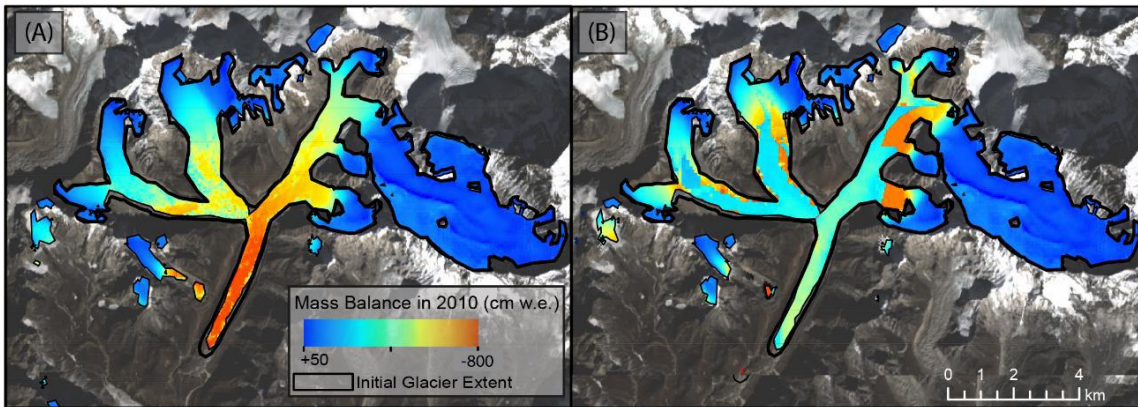 (A)
Mass Balance in 2010 (cm w.e.)
+50 -800
Initial Glacier Extent
(B)
0 1 2 4
km